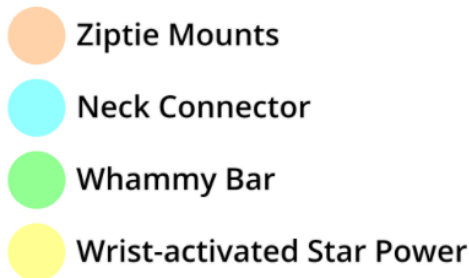 Ziptie Mounts
Neck Connector
Whammy Bar
Wrist-activated Star Power